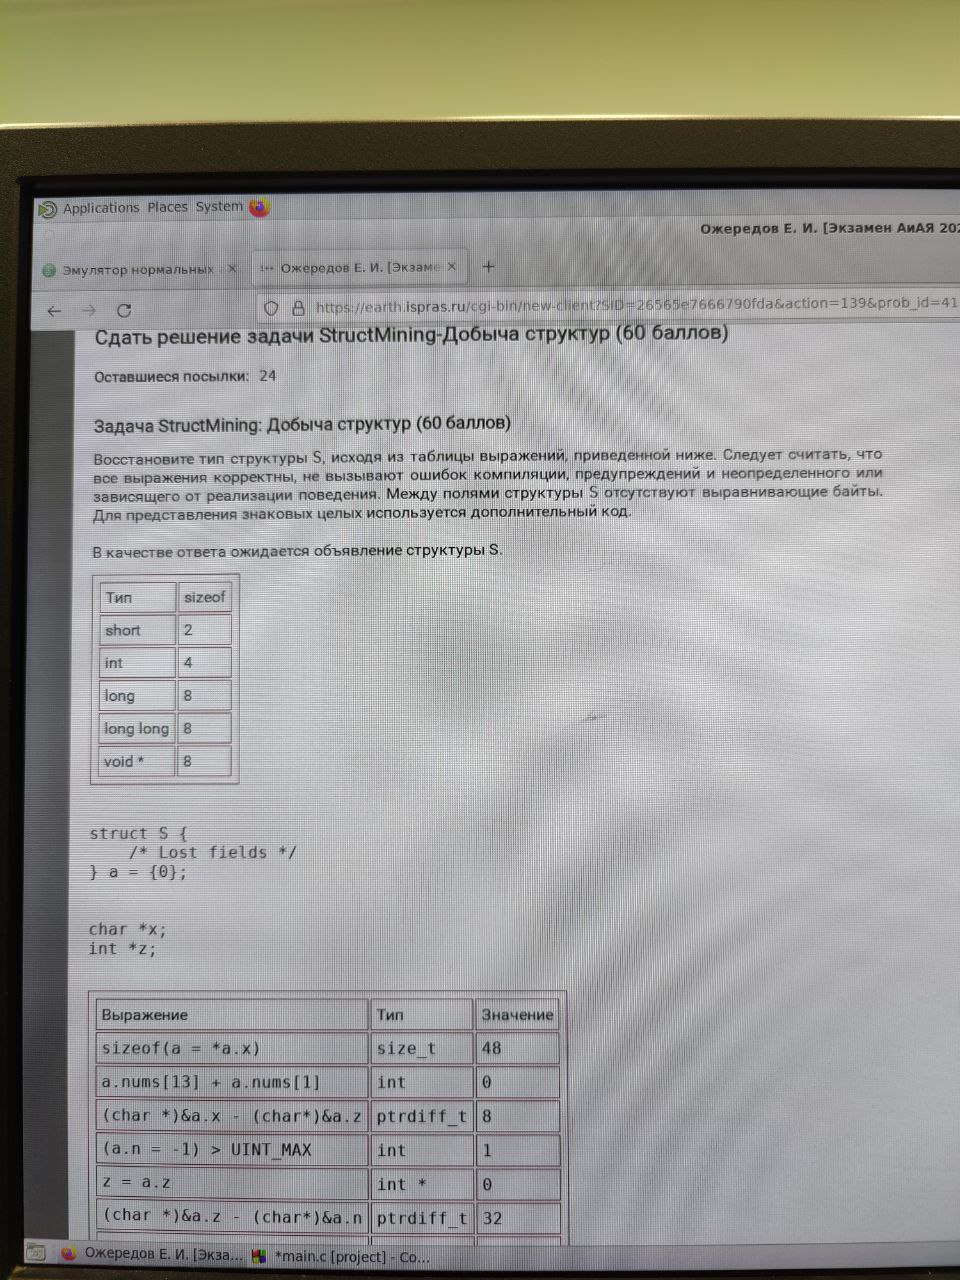 Applications Places System
Ожередов Е. И. [Экзамен АиАЯ 202
Эмулятор нормальных
Ожередов Е. И. [Экзаме
https://earth.ispras.ru/cgi-bin/new-client?SID=26565e7666790fda&action=139&prob_id=41
Сдать решение задачи StructMining-Добыча структур (60 баллов)
Оставшиеся посылки: 24
Задача StructMining: Добыча структур (60 баллов)
Восстановите тип структуры S, исходя из таблицы выражений, приведенной ниже. Следует считать, что
все выражения корректны, не вызывают ошибок компиляции, предупреждений и неопределенного или
зависящего от реализации поведения. Между полями структуры S отсутствуют выравнивающие байты.
Для представления знаковых целых используется дополнительный код.
В качестве ответа ожидается объявление структуры S.
Тип sizeof
short 2
int 4
long 8
long long 8
void * 8
struct S {
/* Lost fields */
} a = {0};
char *x;
int *z;
Выражение Тип Значение
sizeof(a = *a.x) size_t 48
a.nums[13] + a.nums[1] int 0
(char *)&a.x - (char*)&a.z ptrdiff_t 8
(a.n = -1) > UINT_MAX int 1
z = a.z int * 0
(char *)&a.z - (char*)&a.n ptrdiff_t 32
Ожередов Е. И. [Экза...
*main.c [project] - Co...